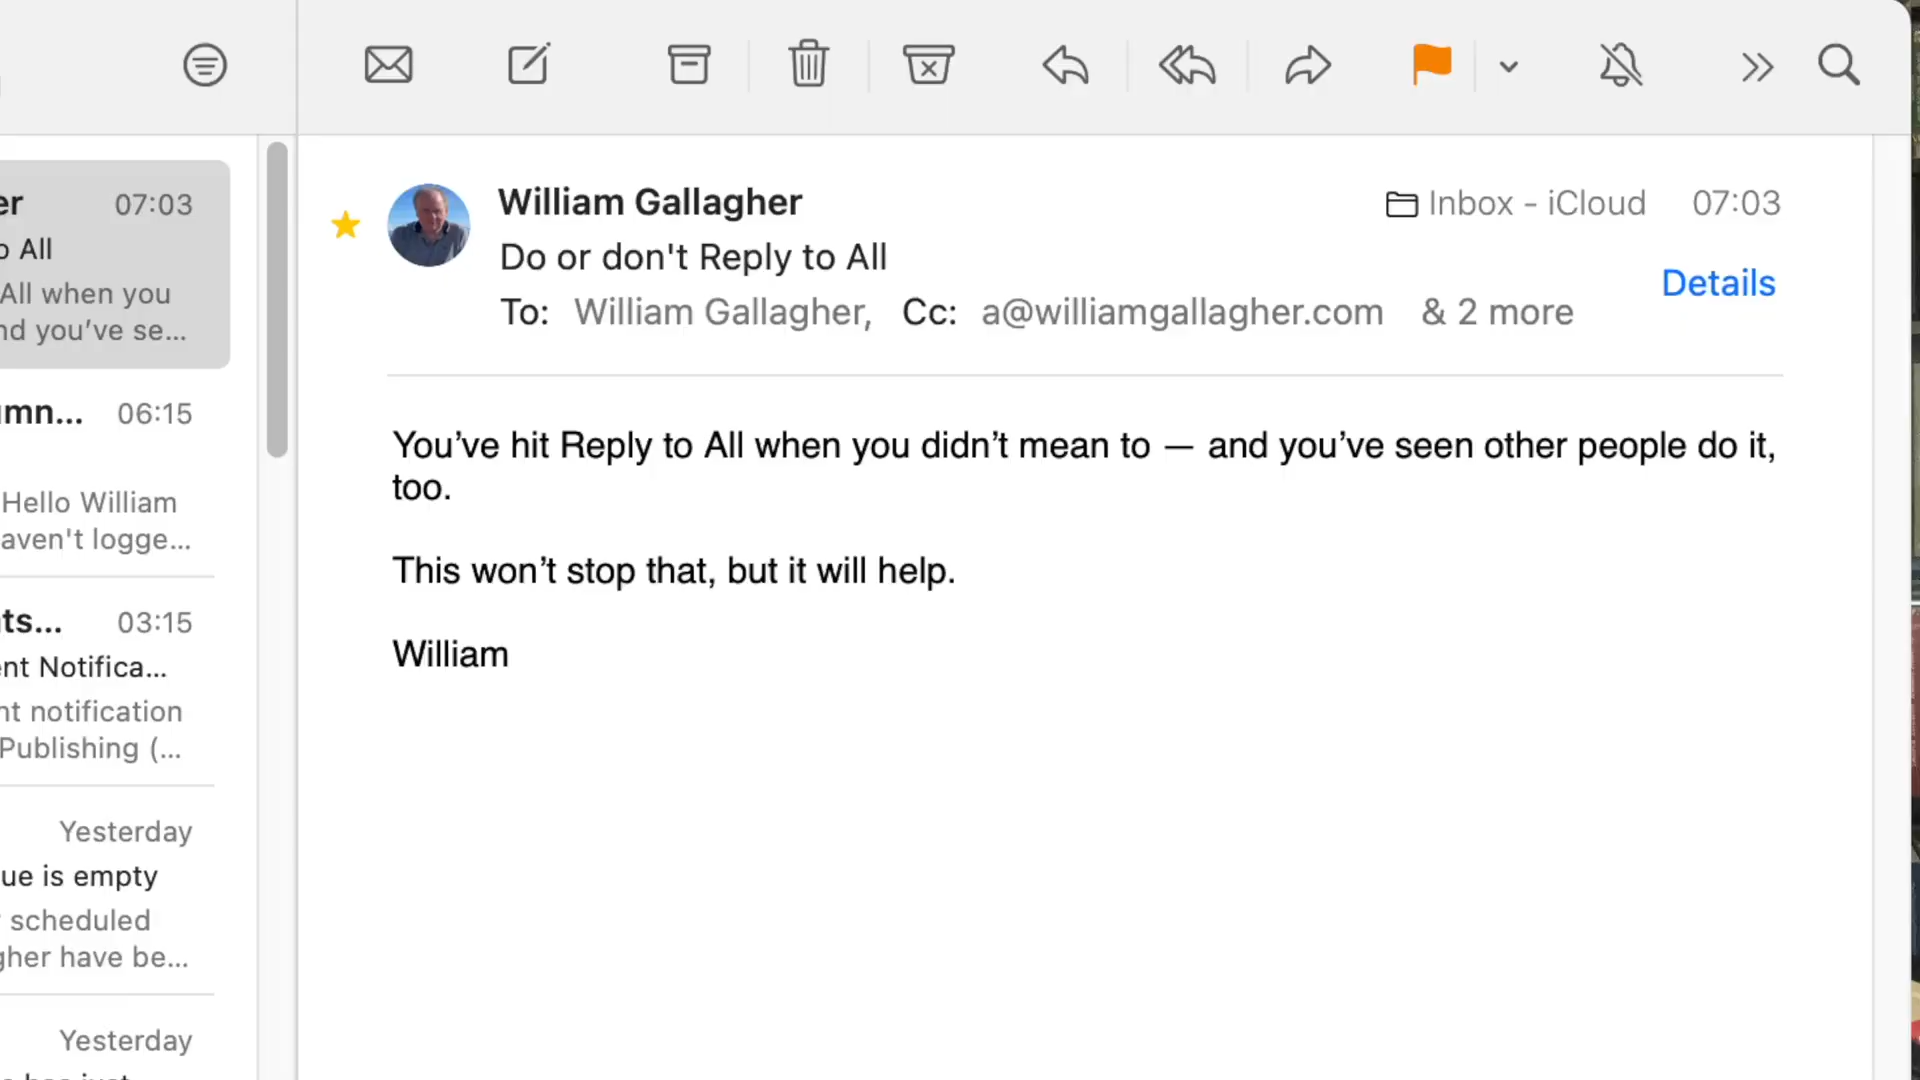 er 07:03
o All
All when you
nd you’ve se...
umn... 06:15
Hello William
aven't logge...
ts... 03:15
ent Notifica...
nt notification
Publishing (...
Yesterday
ue is empty
scheduled
gher have be...
Yesterday
William Gallagher
Inbox - iCloud 07:03
Do or don't Reply to All
Details
To: William Gallagher, Cc: a@williamgallagher.com & 2 more
You’ve hit Reply to All when you didn’t mean to — and you’ve seen other people do it,
too.
This won’t stop that, but it will help.
William